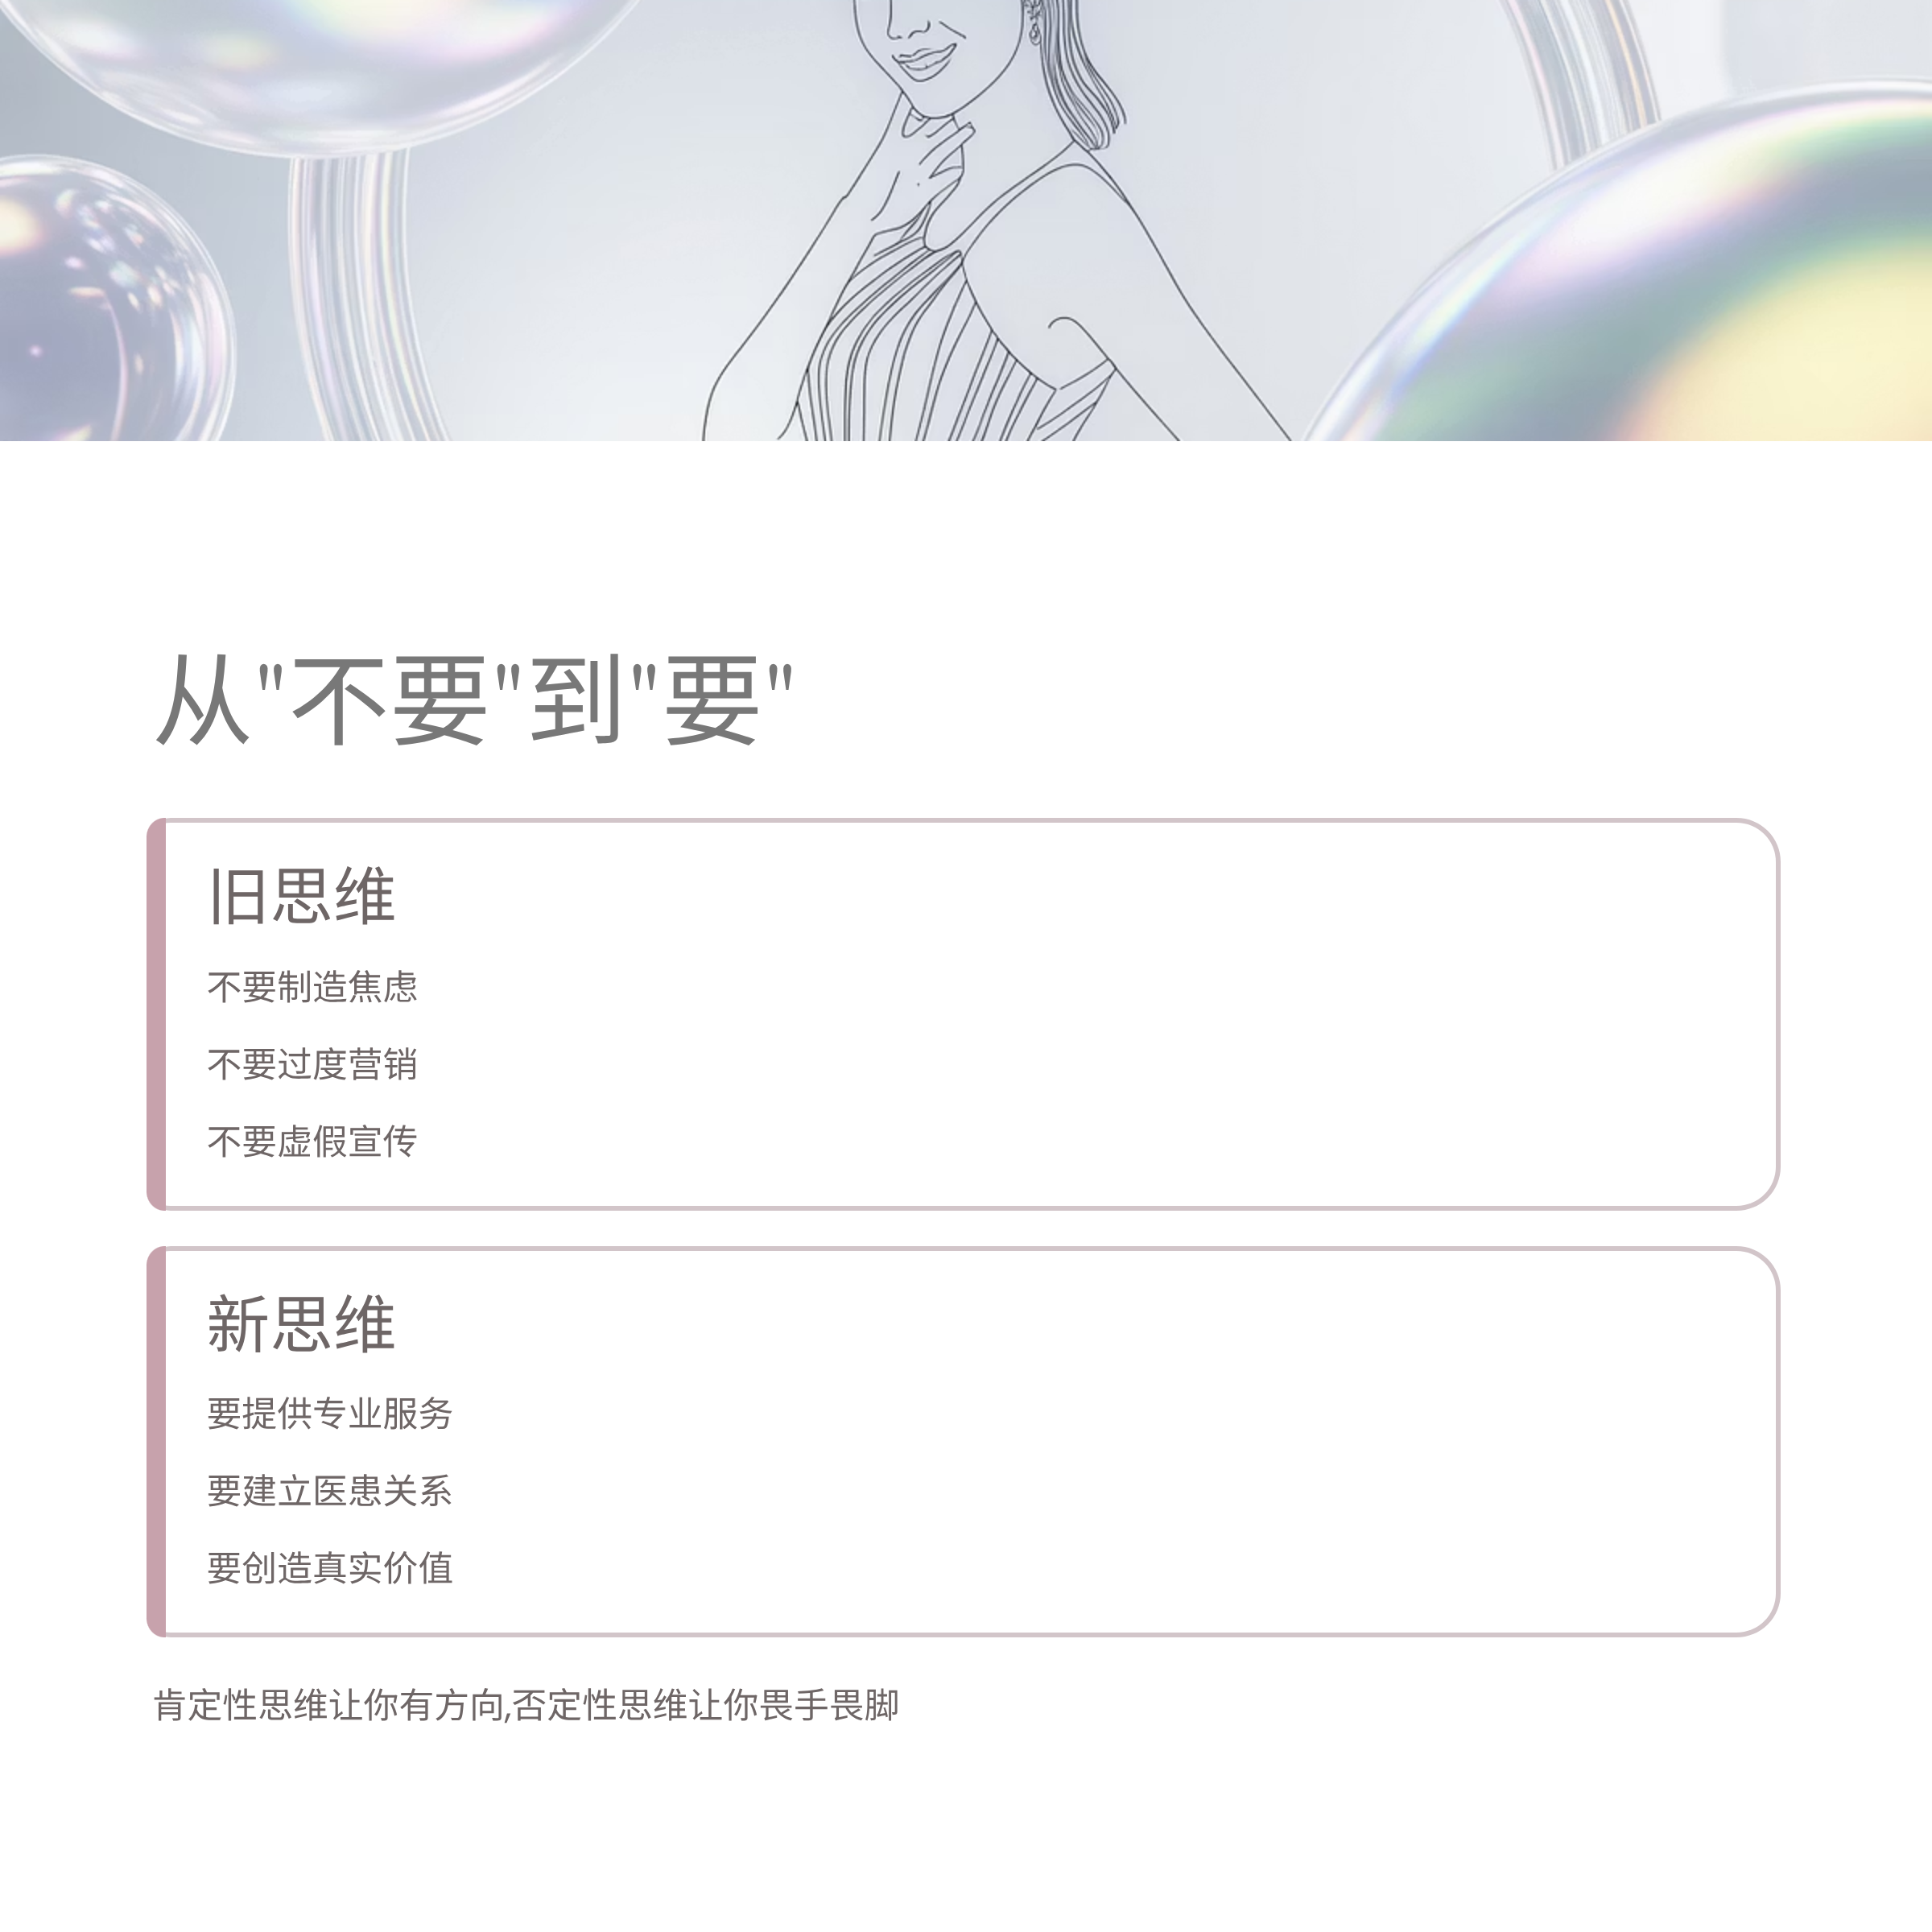 从"不要"到"要"
旧思维
不要制造焦虑
不要过度营销
不要虚假宣传
新思维
要提供专业服务
要建立医患关系
要创造真实价值
肯定性思维让你有方向,否定性思维让你畏手畏脚